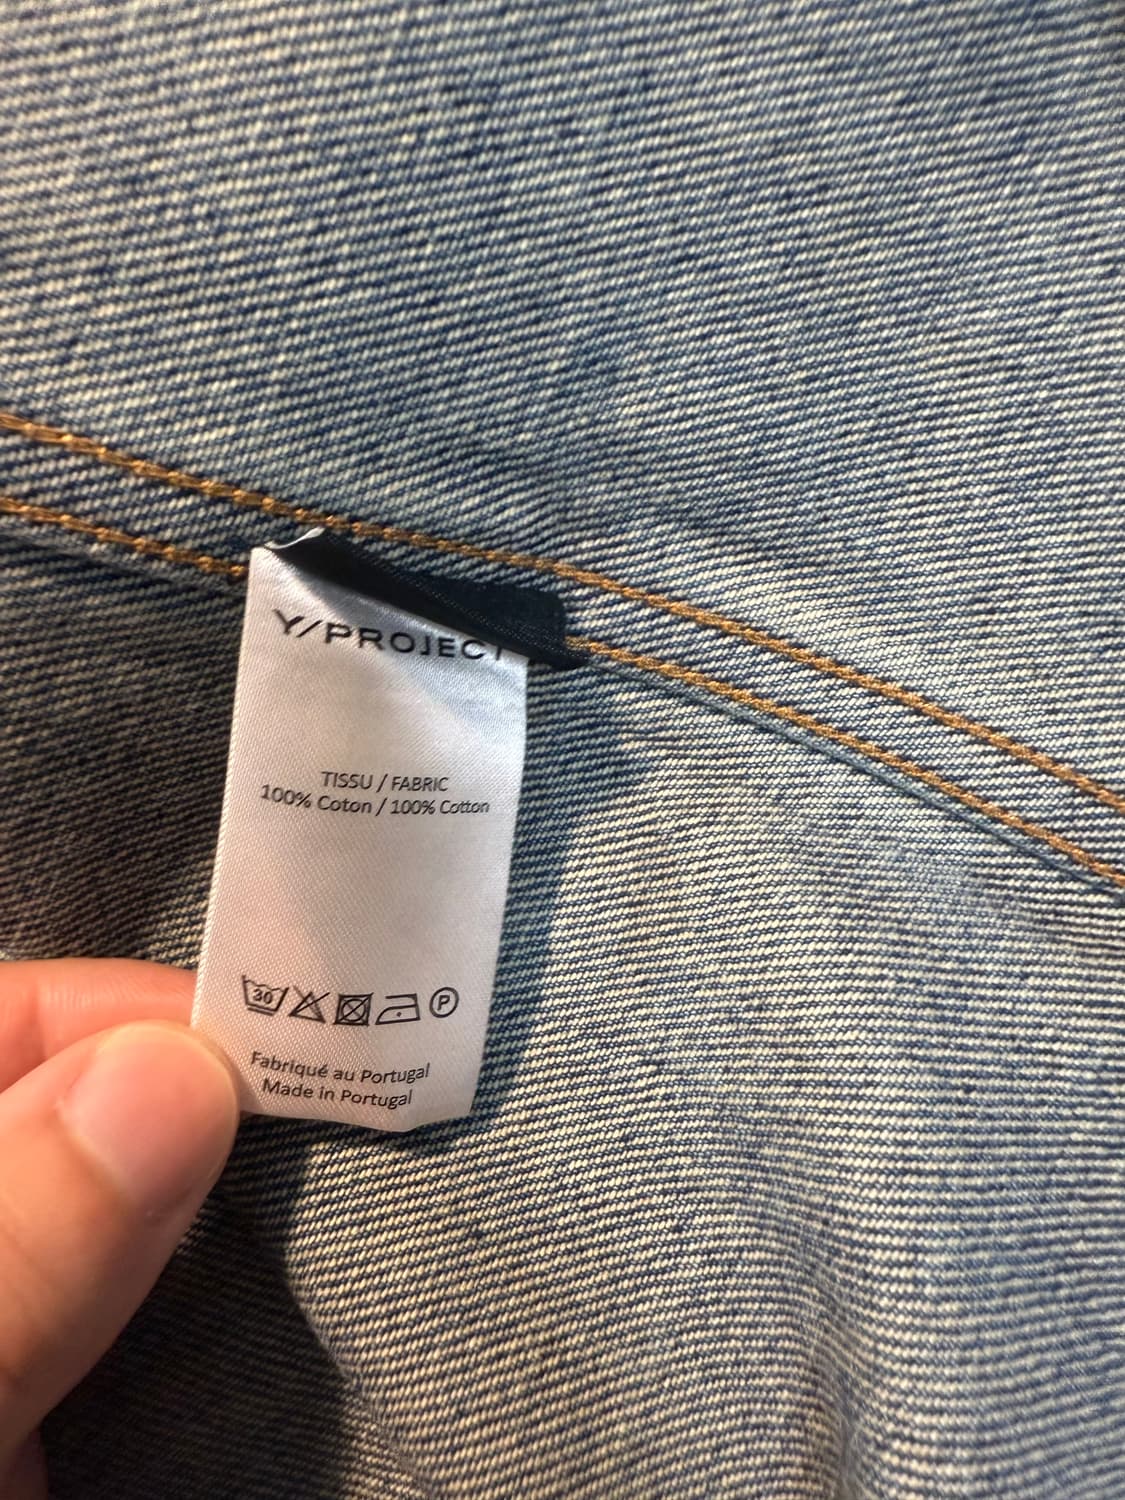 Y/PROJECT
TISSU / FABRIC
100% Coton / 100% Cotton
30 P
Fabriqué au Portugal
Made in Portugal